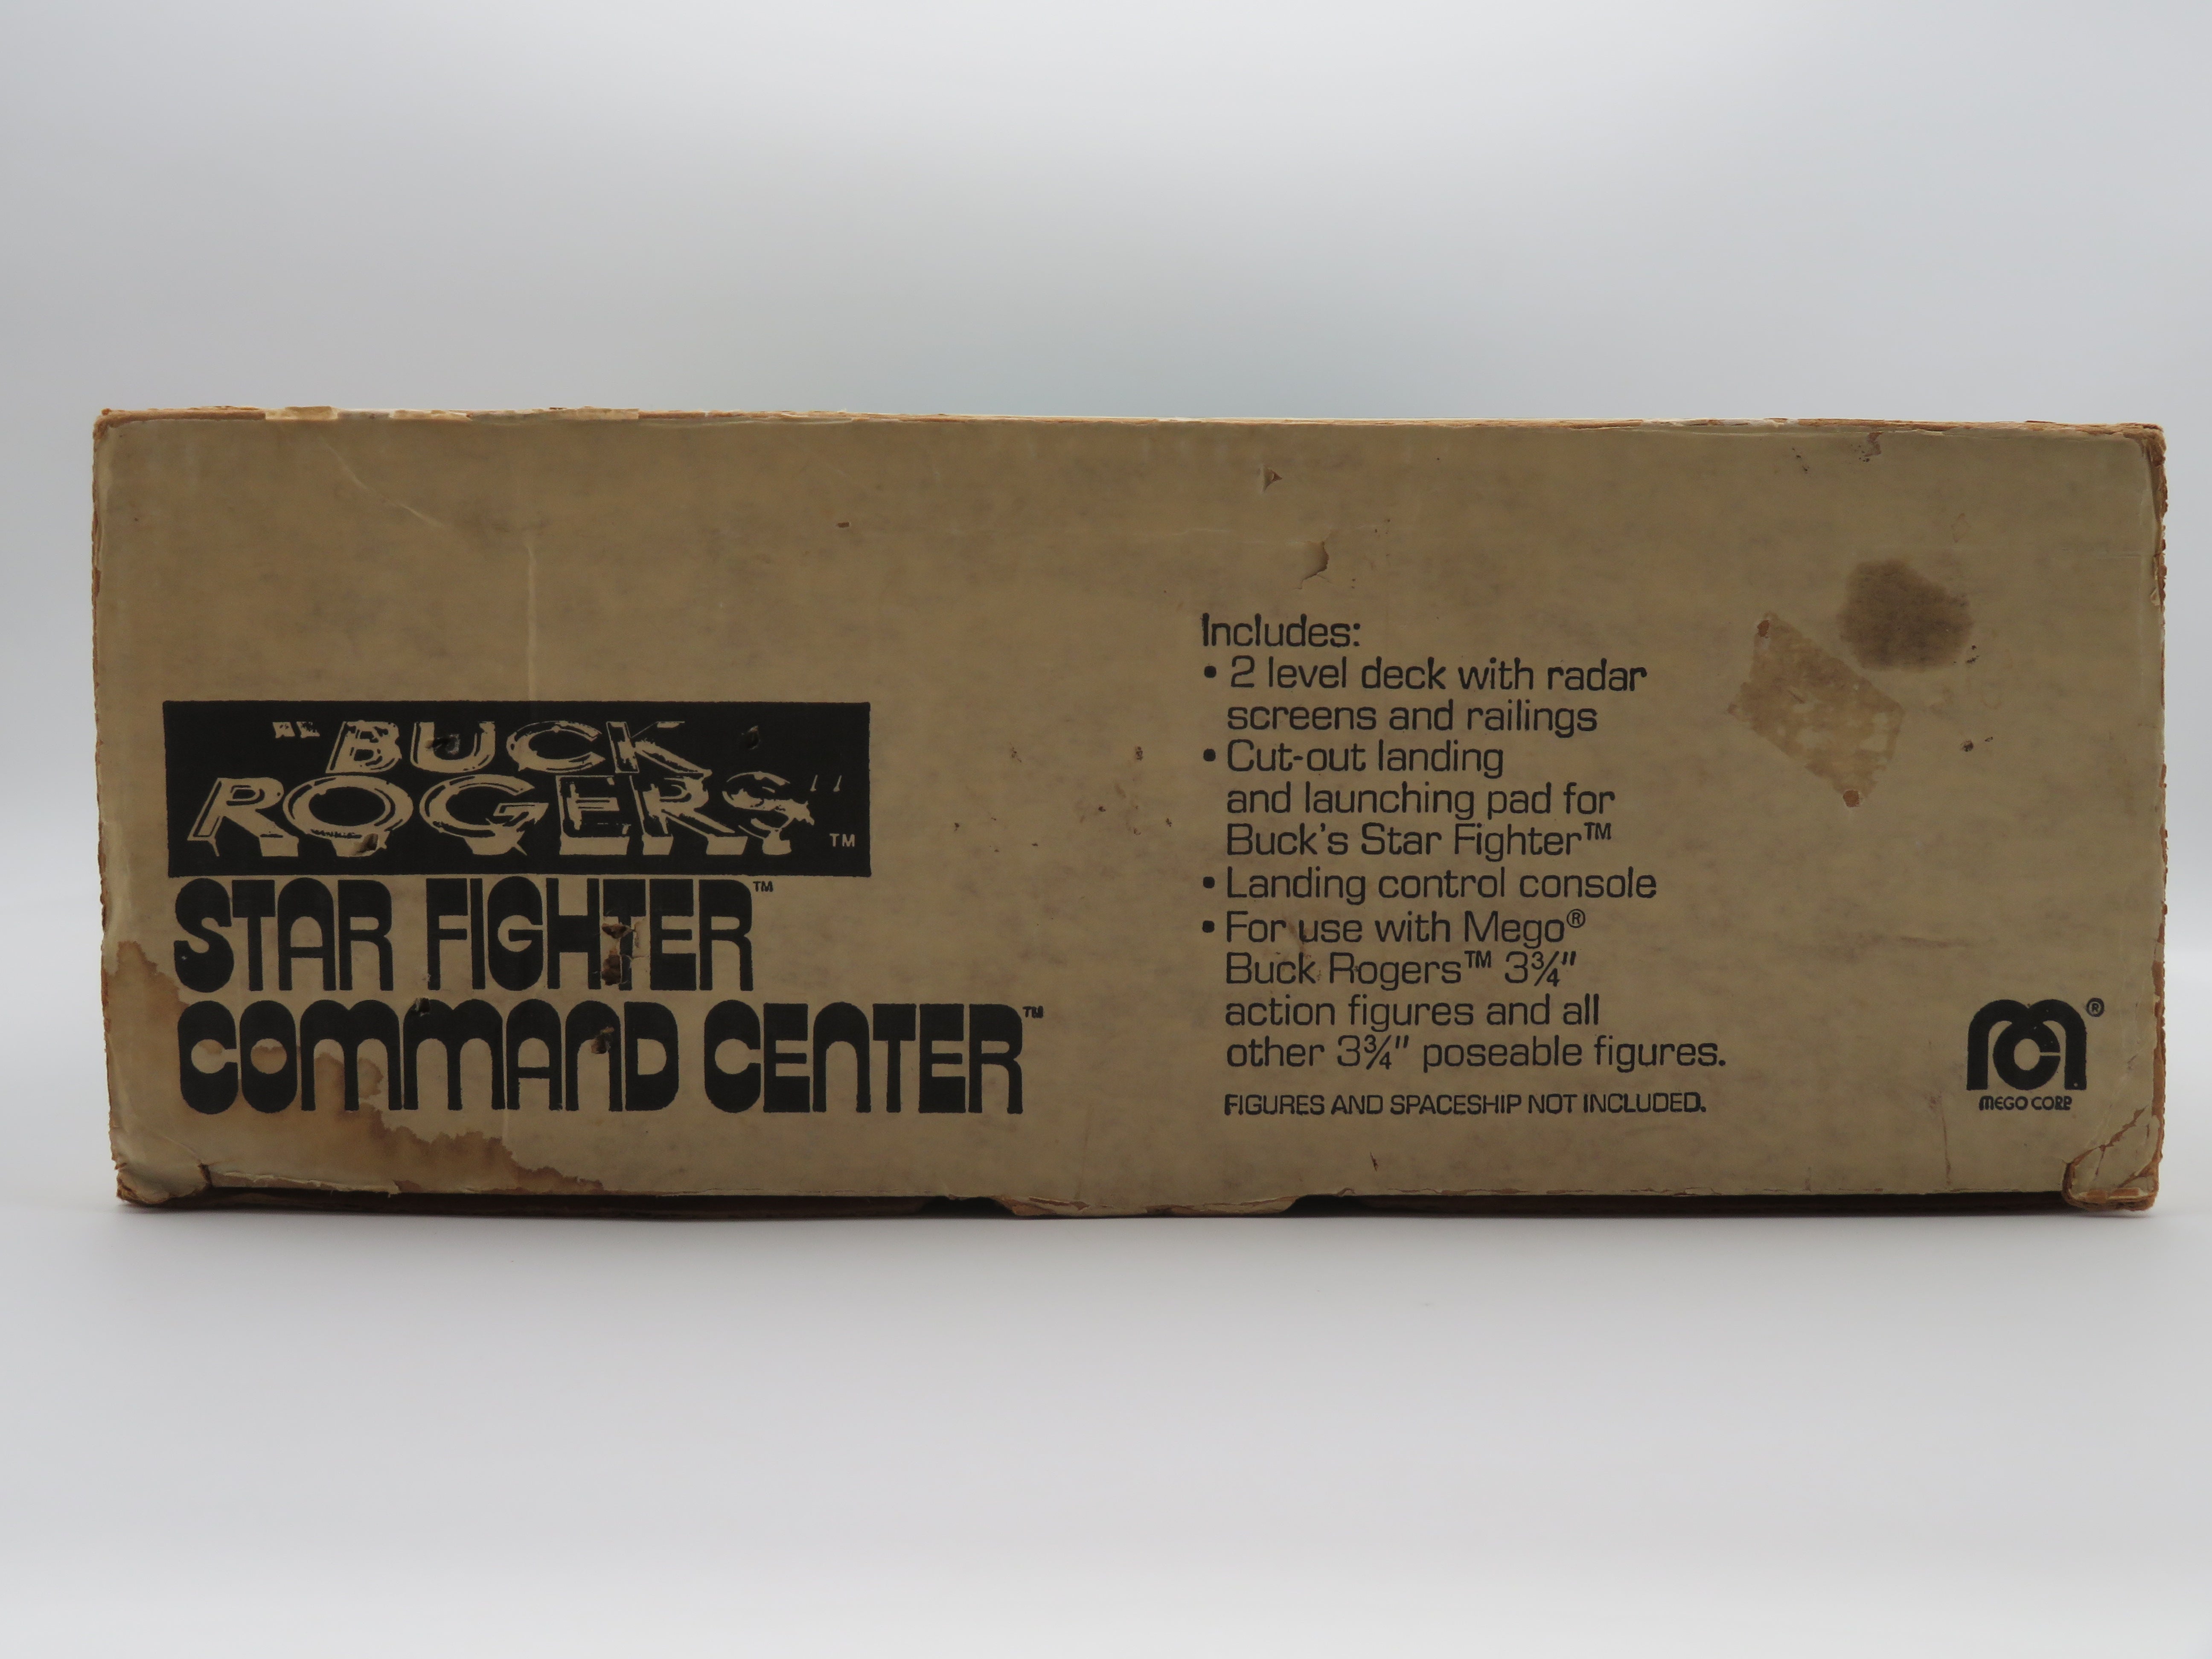 "BUCK
ROGERS"™
STAR FIGHTER™
COMMAND CENTER™
Includes:
• 2 level deck with radar
screens and railings
• Cut-out landing
and launching pad for
Buck's Star Fighter™
• Landing control console
• For use with Mego®
Buck Rogers™ 3¾"
action figures and all
other 3¾" poseable figures.
FIGURES AND SPACESHIP NOT INCLUDED.
®
MEGO CORP